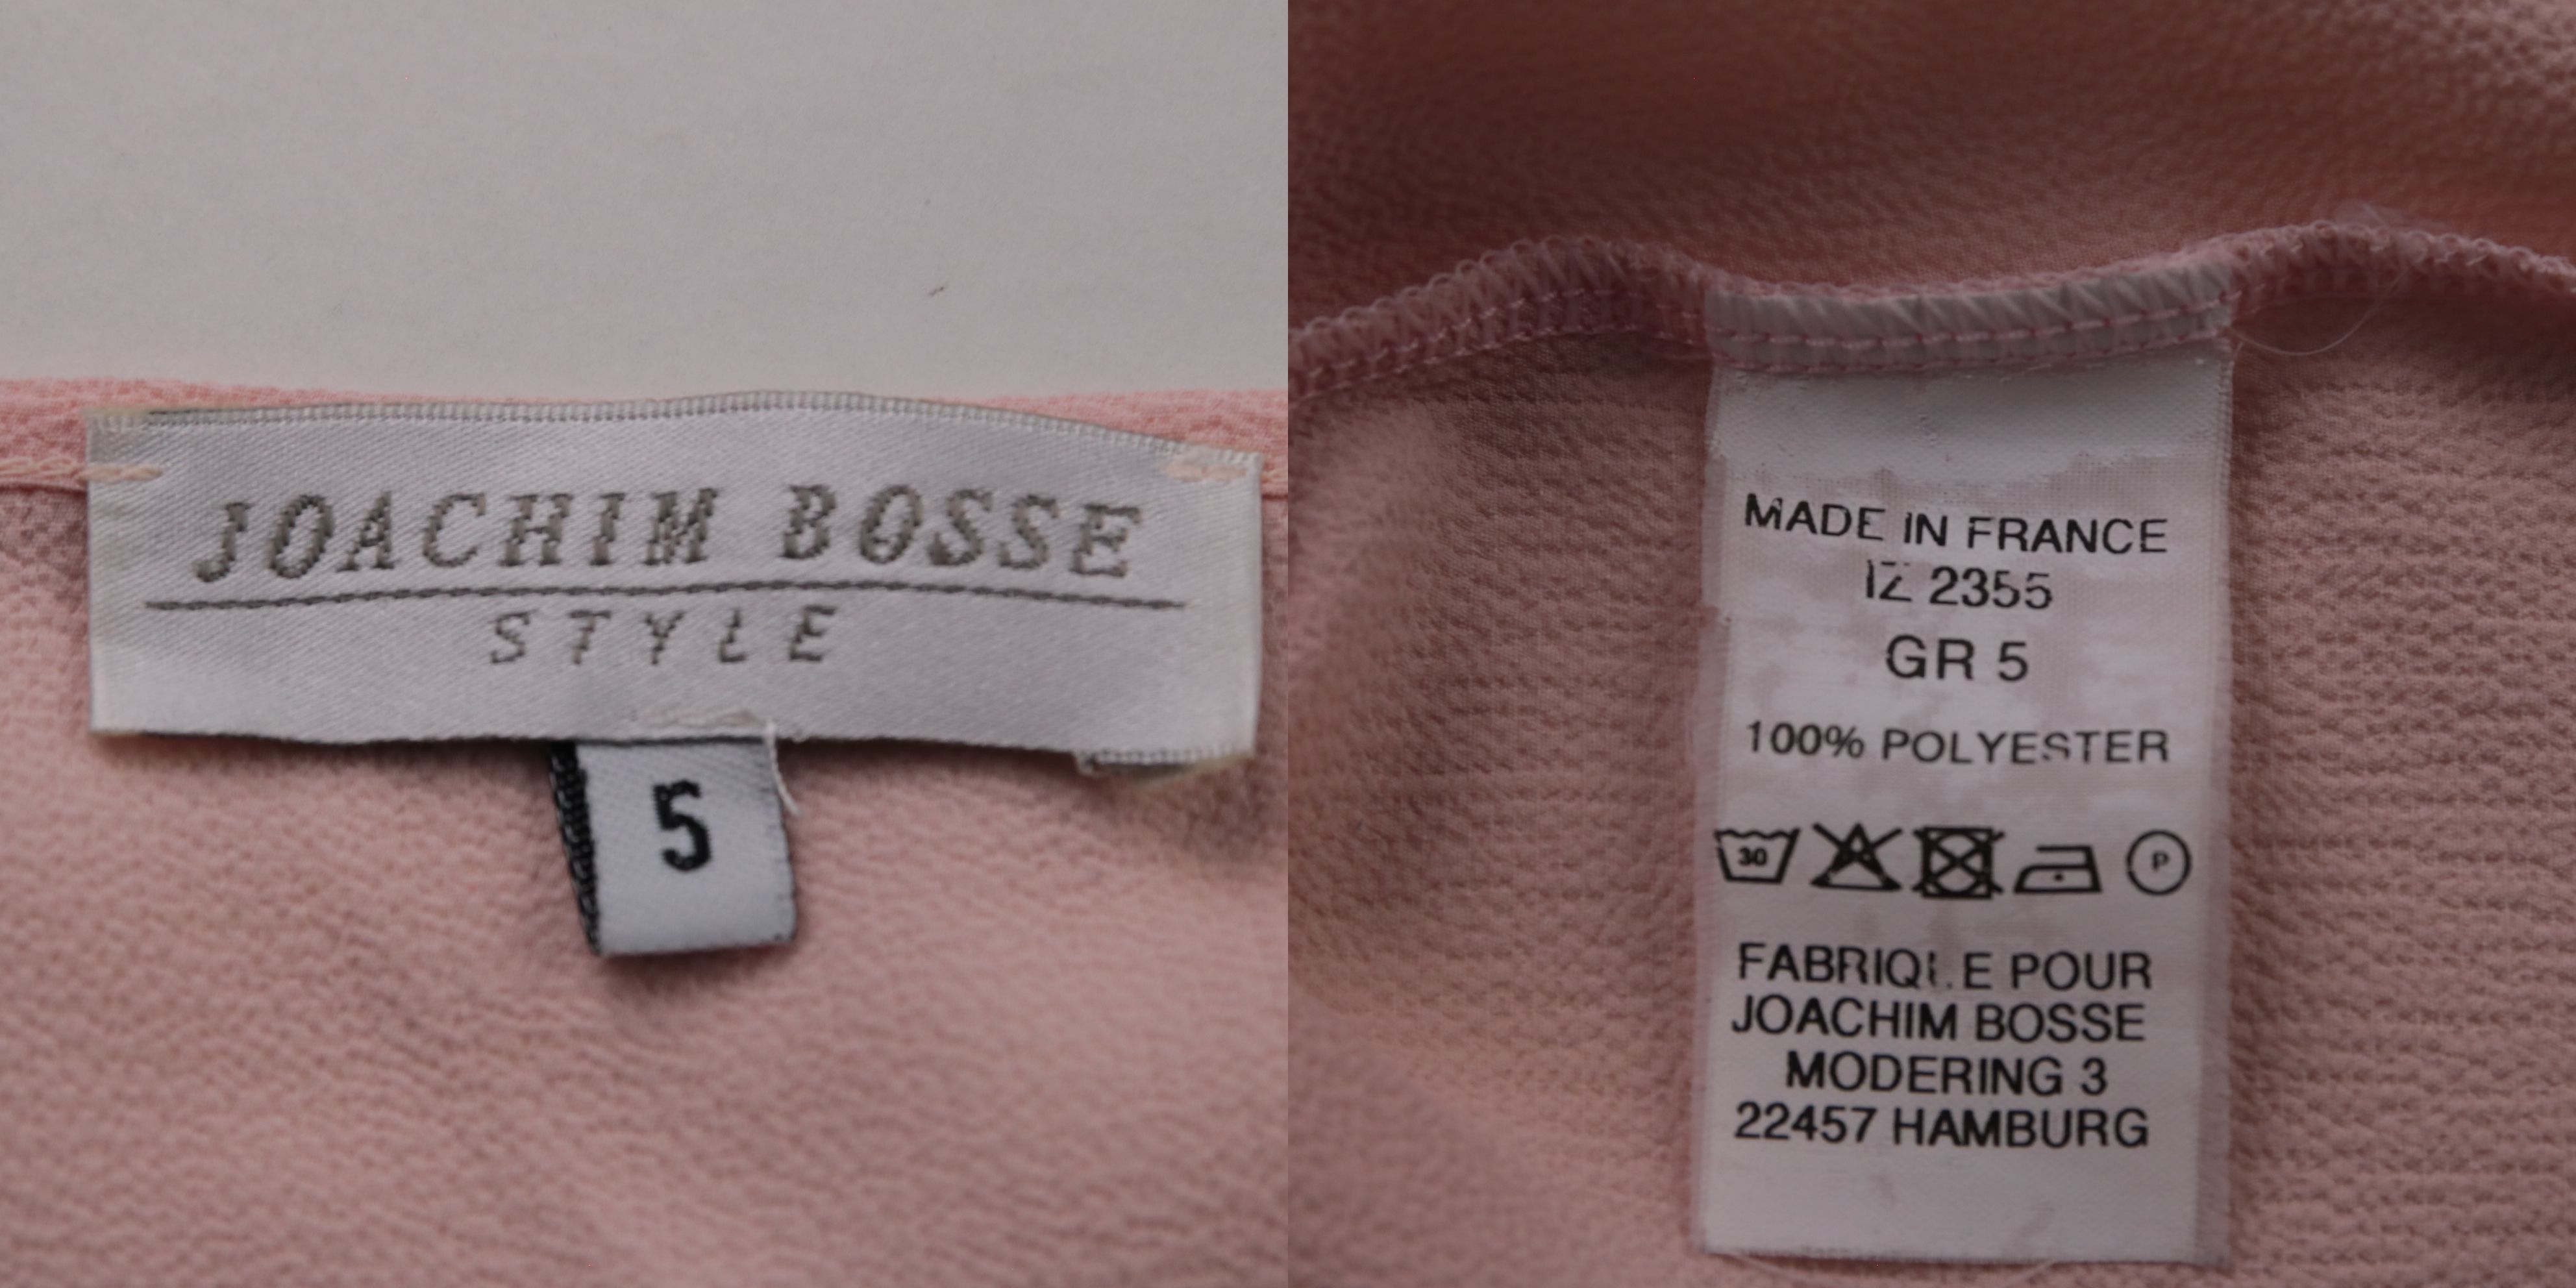 JOACHIM BOSSE
STYLE
5
MADE IN FRANCE
IZ 2355
GR 5
100% POLYESTER
30 P
FABRIQUE POUR
JOACHIM BOSSE
MODERING 3
22457 HAMBURG